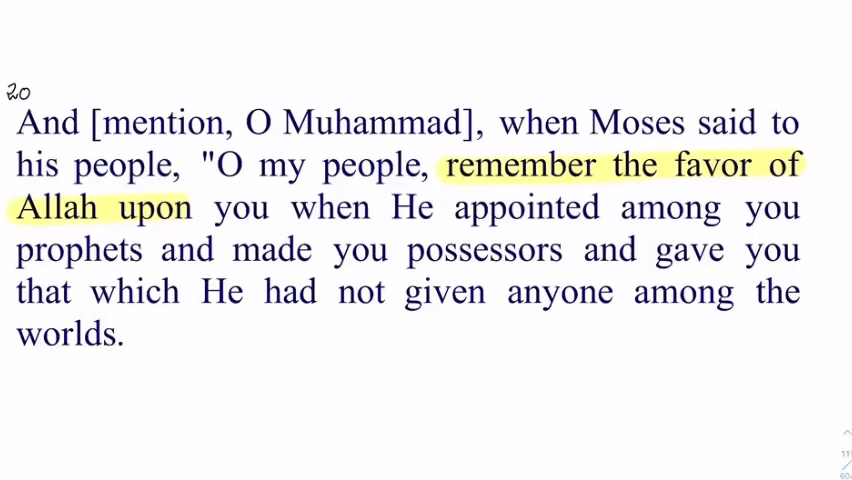 20
And [mention, O Muhammad], when Moses said to
his people, "O my people, remember the favor of
Allah upon you when He appointed among you
prophets and made you possessors and gave you
that which He had not given anyone among the
worlds.